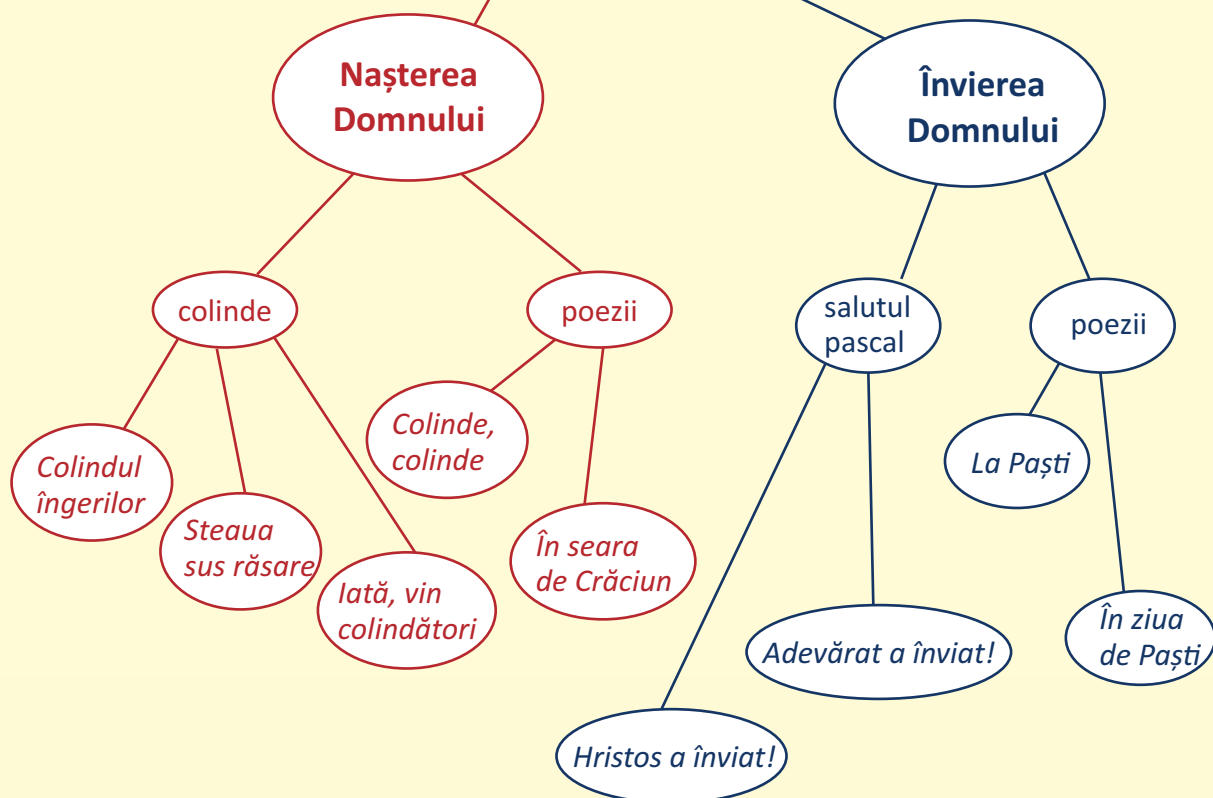 Nașterea
Domnului
Învierea
Domnului
colinde
poezii
salutul
pascal
poezii
Colinde,
colinde
La Paști
Colindul
îngerilor
Steaua
sus răsare
În seara
de Crăciun
Iată, vin
colindători
Adevărat a înviat!
În ziua
de Paști
Hristos a înviat!